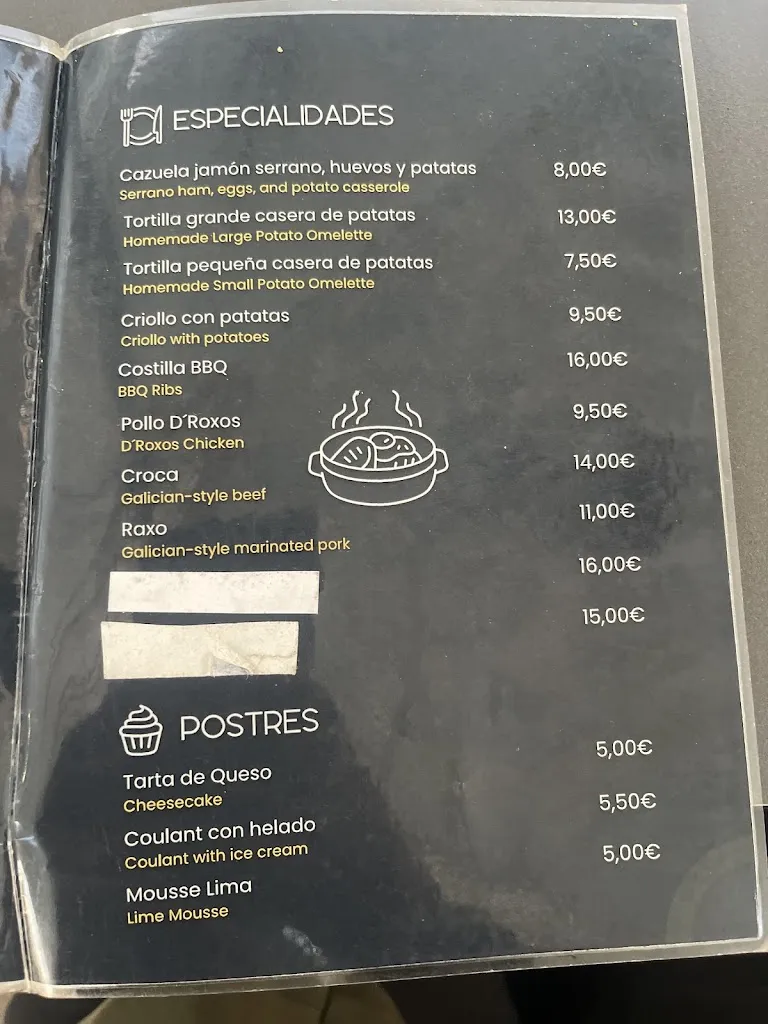 ESPECIALIDADES
Cazuela jamón serrano, huevos y patatas 8,00€
Serrano ham, eggs, and potato casserole
Tortilla grande casera de patatas 13,00€
Homemade Large Potato Omelette
Tortilla pequeña casera de patatas 7,50€
Homemade Small Potato Omelette
Criollo con patatas 9,50€
Criollo with potatoes
Costilla BBQ 16,00€
BBQ Ribs
Pollo D´Roxos 9,50€
D´Roxos Chicken
Croca 14,00€
Galician-style beef
Raxo 11,00€
Galician-style marinated pork
16,00€
15,00€
POSTRES
Tarta de Queso 5,00€
Cheesecake
Coulant con helado 5,50€
Coulant with ice cream
Mousse Lima 5,00€
Lime Mousse